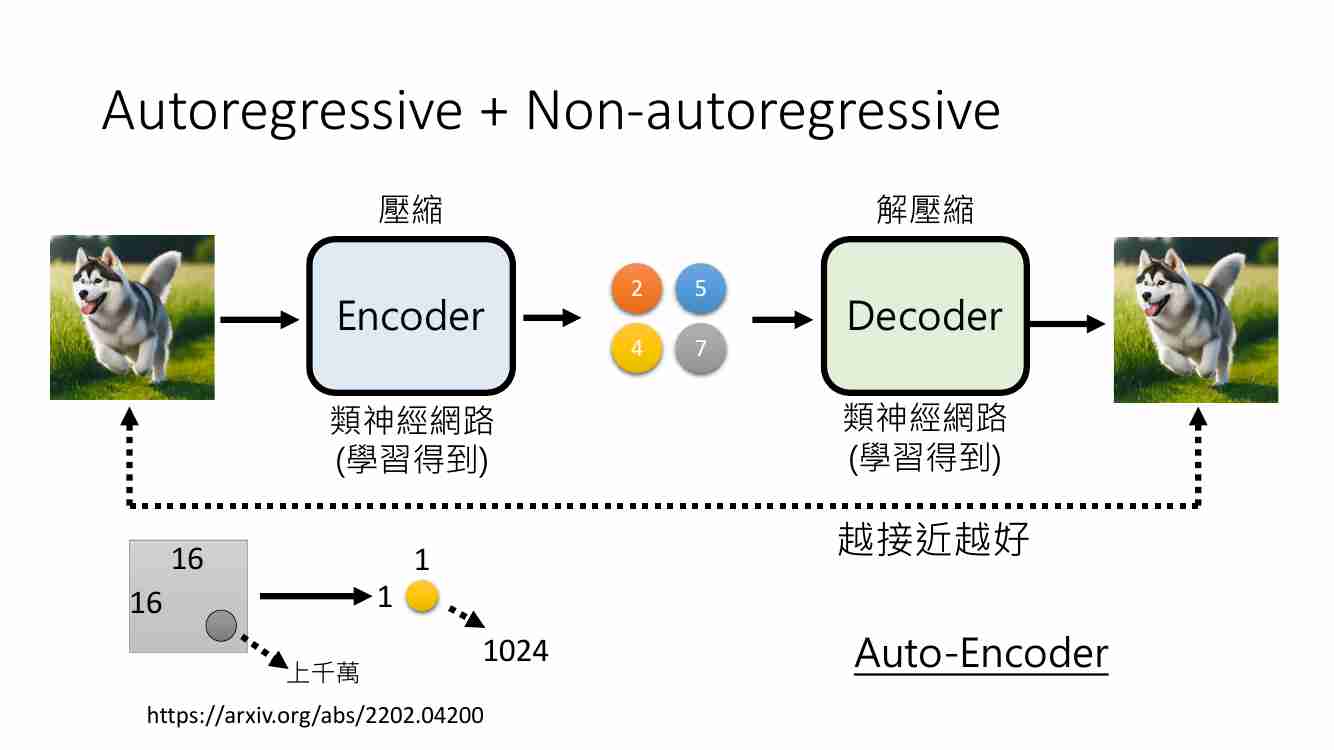 Autoregressive + Non-autoregressive
壓縮
解壓縮
Encoder
2
5
4
7
Decoder
類神經網路
(學習得到)
類神經網路
(學習得到)
越接近越好
16
16
上千萬
1
1
1024
Auto-Encoder
https://arxiv.org/abs/2202.04200